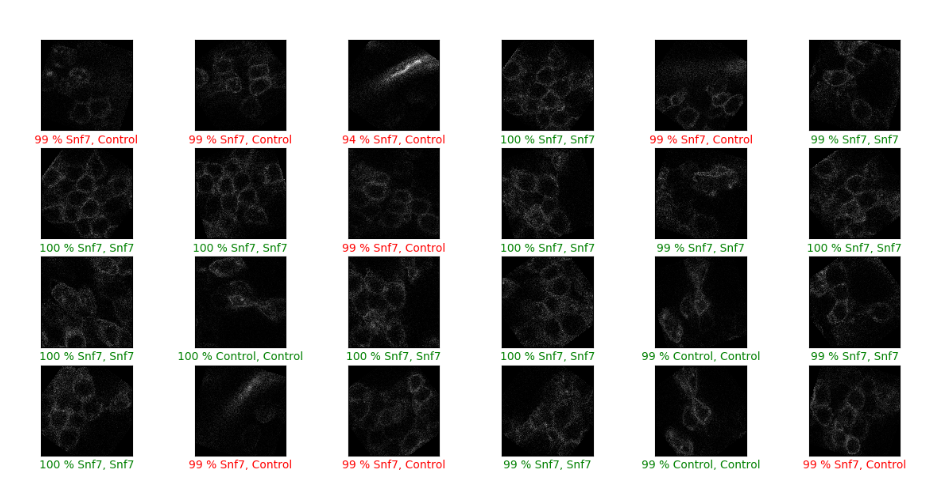 99 % Snf7, Control
99 % Snf7, Control
94 % Snf7, Control
100 % Snf7, Snf7
99 % Snf7, Control
99 % Snf7, Snf7
100 % Snf7, Snf7
100 % Snf7, Snf7
99 % Snf7, Control
100 % Snf7, Snf7
99 % Snf7, Snf7
100 % Snf7, Snf7
100 % Snf7, Snf7
100 % Control, Control
100 % Snf7, Snf7
100 % Snf7, Snf7
99 % Control, Control
99 % Snf7, Snf7
100 % Snf7, Snf7
99 % Snf7, Control
99 % Snf7, Control
99 % Snf7, Snf7
99 % Control, Control
99 % Snf7, Control